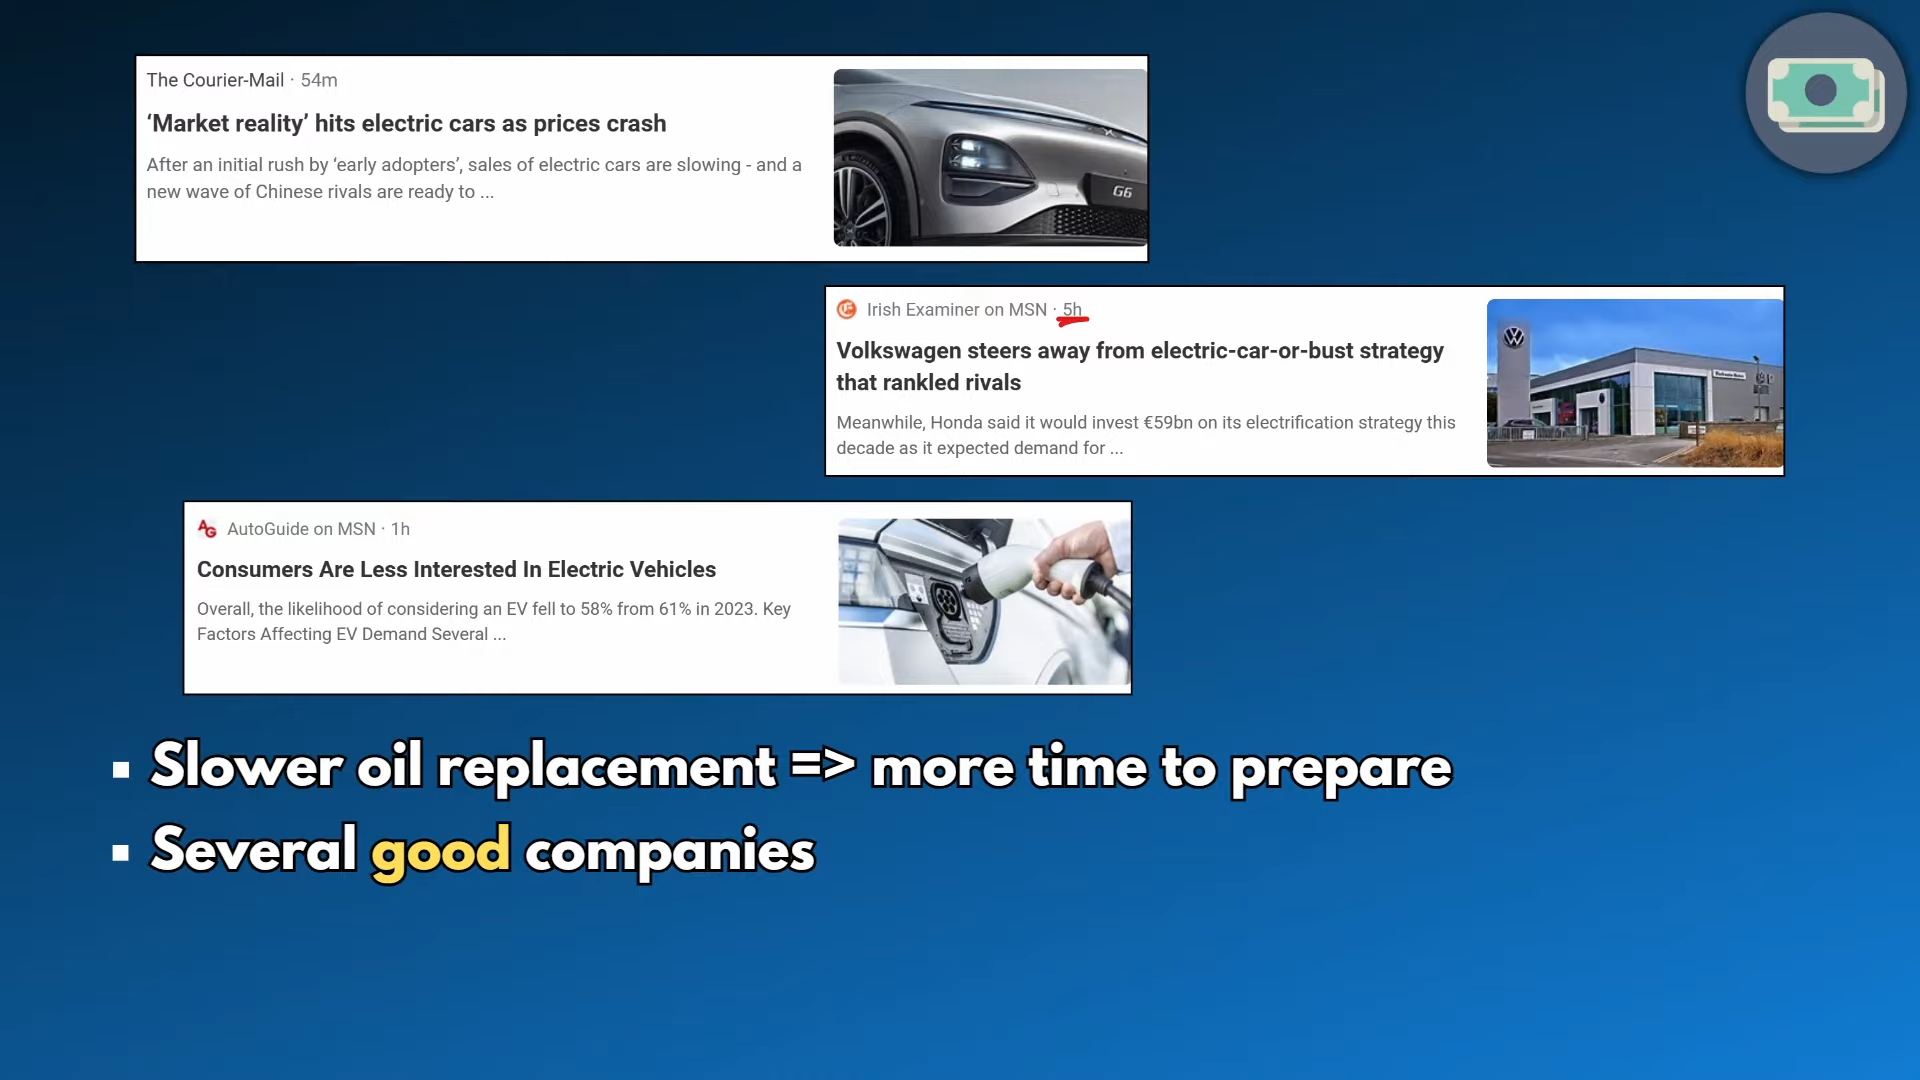 The Courier-Mail · 54m
‘Market reality’ hits electric cars as prices crash
After an initial rush by ‘early adopters’, sales of electric cars are slowing - and a
new wave of Chinese rivals are ready to ...
G6
Irish Examiner on MSN · 5h
Volkswagen steers away from electric-car-or-bust strategy
that rankled rivals
Meanwhile, Honda said it would invest €59bn on its electrification strategy this
decade as it expected demand for ...
AG AutoGuide on MSN · 1h
Consumers Are Less Interested In Electric Vehicles
Overall, the likelihood of considering an EV fell to 58% from 61% in 2023. Key
Factors Affecting EV Demand Several ...
▪ Slower oil replacement => more time to prepare
▪ Several good companies